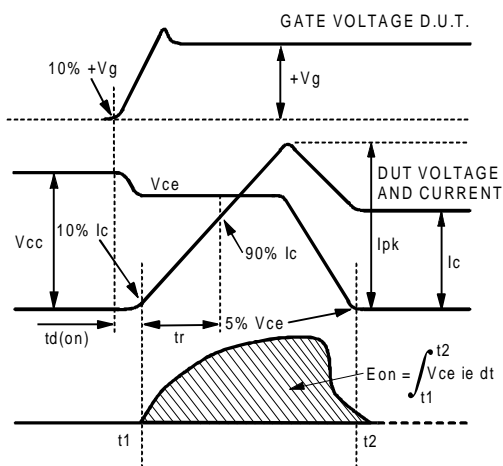 GATE VOLTAGE D.U.T.
10% +Vg
+Vg
DUT VOLTAGE
AND CURRENT
Vce
Vcc
10% Ic
90% Ic
Ipk
Ic
td(on)
tr
5% Vce
Eon = ∫ Vce ie dt
t2
t1
t1
t2